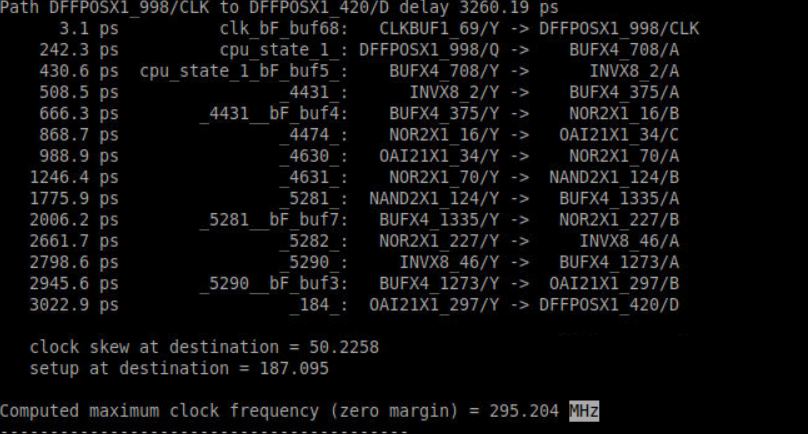 Path DFFPOSX1_998/CLK to DFFPOSX1_420/D delay 3260.19 ps
3.1 ps clk_bF_buf68: CLKBUF1_69/Y -> DFFPOSX1_998/CLK
242.3 ps cpu_state_1_: DFFPOSX1_998/Q -> BUFX4_708/A
430.6 ps cpu_state_1_bF_buf5_: BUFX4_708/Y -> INVX8_2/A
508.5 ps _4431_: INVX8_2/Y -> BUFX4_375/A
666.3 ps _4431__bF_buf4: BUFX4_375/Y -> NOR2X1_16/B
868.7 ps _4474_: NOR2X1_16/Y -> OAI21X1_34/C
988.9 ps _4630_: OAI21X1_34/Y -> NOR2X1_70/A
1246.4 ps _4631_: NOR2X1_70/Y -> NAND2X1_124/B
1775.9 ps _5281_: NAND2X1_124/Y -> BUFX4_1335/A
2006.2 ps _5281__bF_buf7: BUFX4_1335/Y -> NOR2X1_227/B
2661.7 ps _5282_: NOR2X1_227/Y -> INVX8_46/A
2798.6 ps _5290_: INVX8_46/Y -> BUFX4_1273/A
2945.6 ps _5290__bF_buf3: BUFX4_1273/Y -> OAI21X1_297/B
3022.9 ps _184_: OAI21X1_297/Y -> DFFPOSX1_420/D
clock skew at destination = 50.2258
setup at destination = 187.095
Computed maximum clock frequency (zero margin) = 295.204 MHz
-----------------------------------------